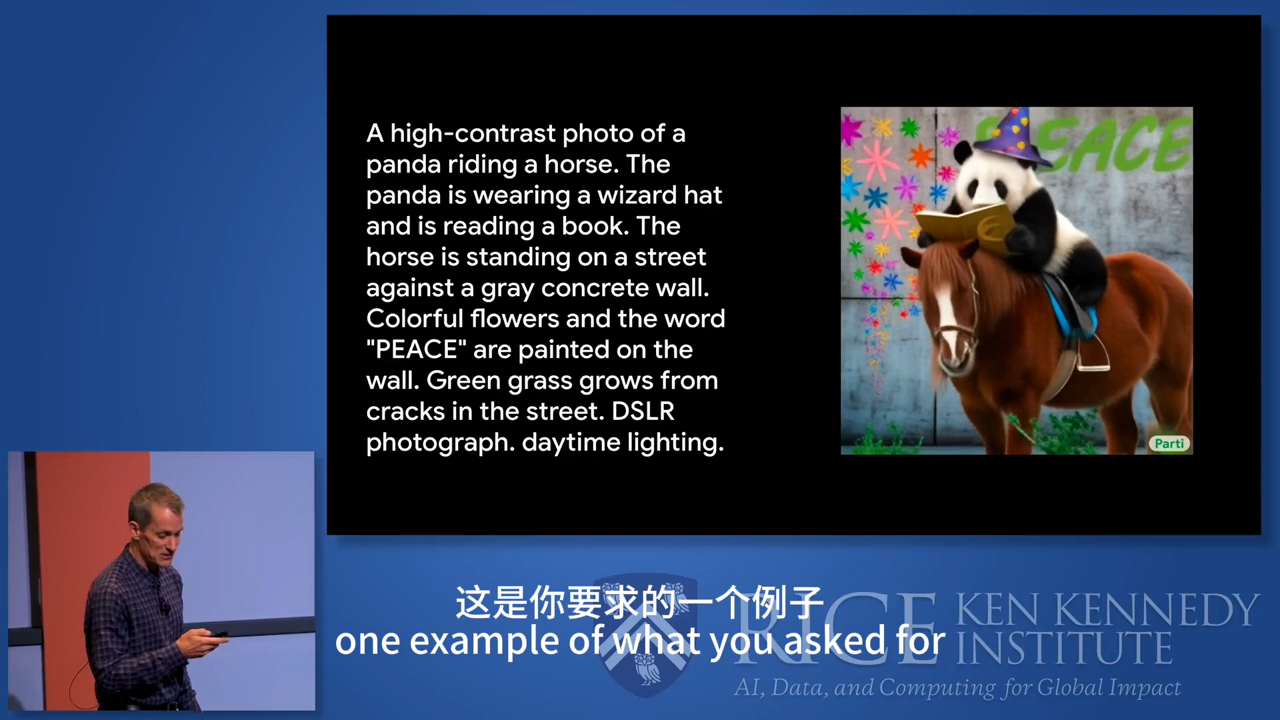 A high-contrast photo of a
panda riding a horse. The
panda is wearing a wizard hat
and is reading a book. The
horse is standing on a street
against a gray concrete wall.
Colorful flowers and the word
"PEACE" are painted on the
wall. Green grass grows from
cracks in the street. DSLR
photograph. daytime lighting.
EACE
Parti
这是你要求的一个例子
one example of what you asked for
RICE
KEN KENNEDY
INSTITUTE
AI, Data, and Computing for Global Impact